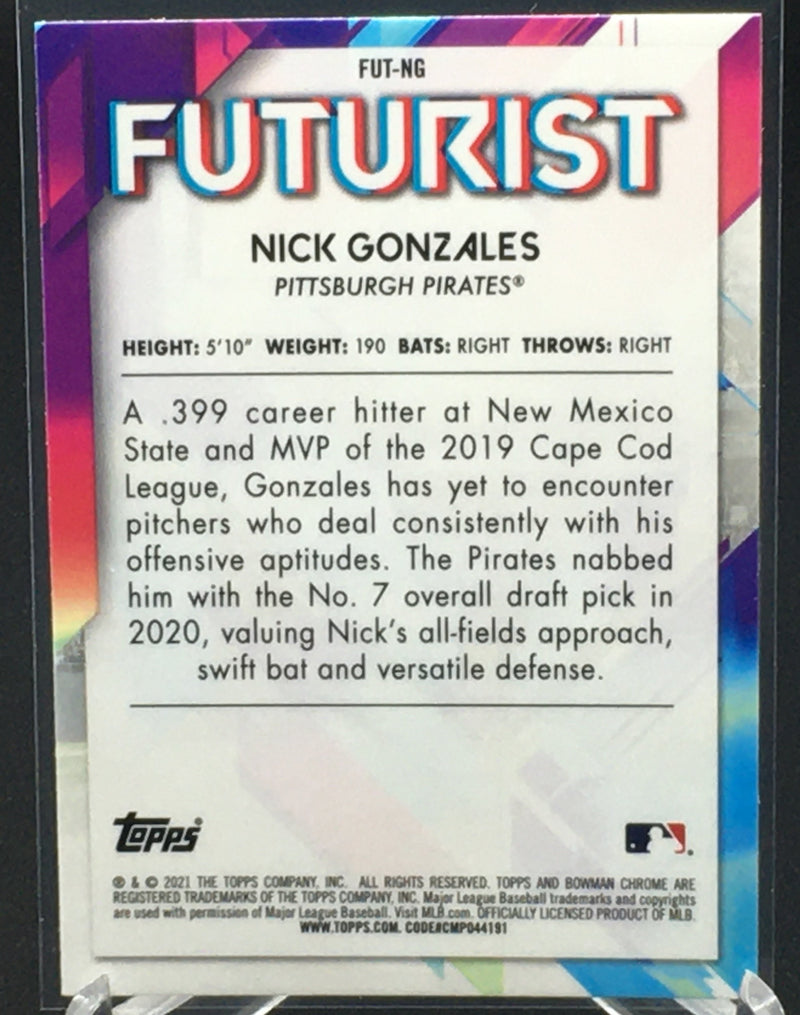 FUT-NG
FUTURIST
NICK GONZALES
PITTSBURGH PIRATES®
HEIGHT: 5'10" WEIGHT: 190 BATS: RIGHT THROWS: RIGHT
A .399 career hitter at New Mexico
State and MVP of the 2019 Cape Cod
League, Gonzales has yet to encounter
pitchers who deal consistently with his
offensive aptitudes. The Pirates nabbed
him with the No. 7 overall draft pick in
2020, valuing Nick's all-fields approach,
swift bat and versatile defense.
Topps®
® & © 2021 THE TOPPS COMPANY, INC. ALL RIGHTS RESERVED. TOPPS AND BOWMAN CHROME ARE
REGISTERED TRADEMARKS OF THE TOPPS COMPANY, INC. Major League Baseball trademarks and copyrights
are used with permission of Major League Baseball. Visit MLB.com. OFFICIALLY LICENSED PRODUCT OF MLB.
WWW.TOPPS.COM. CODE#CMP044191